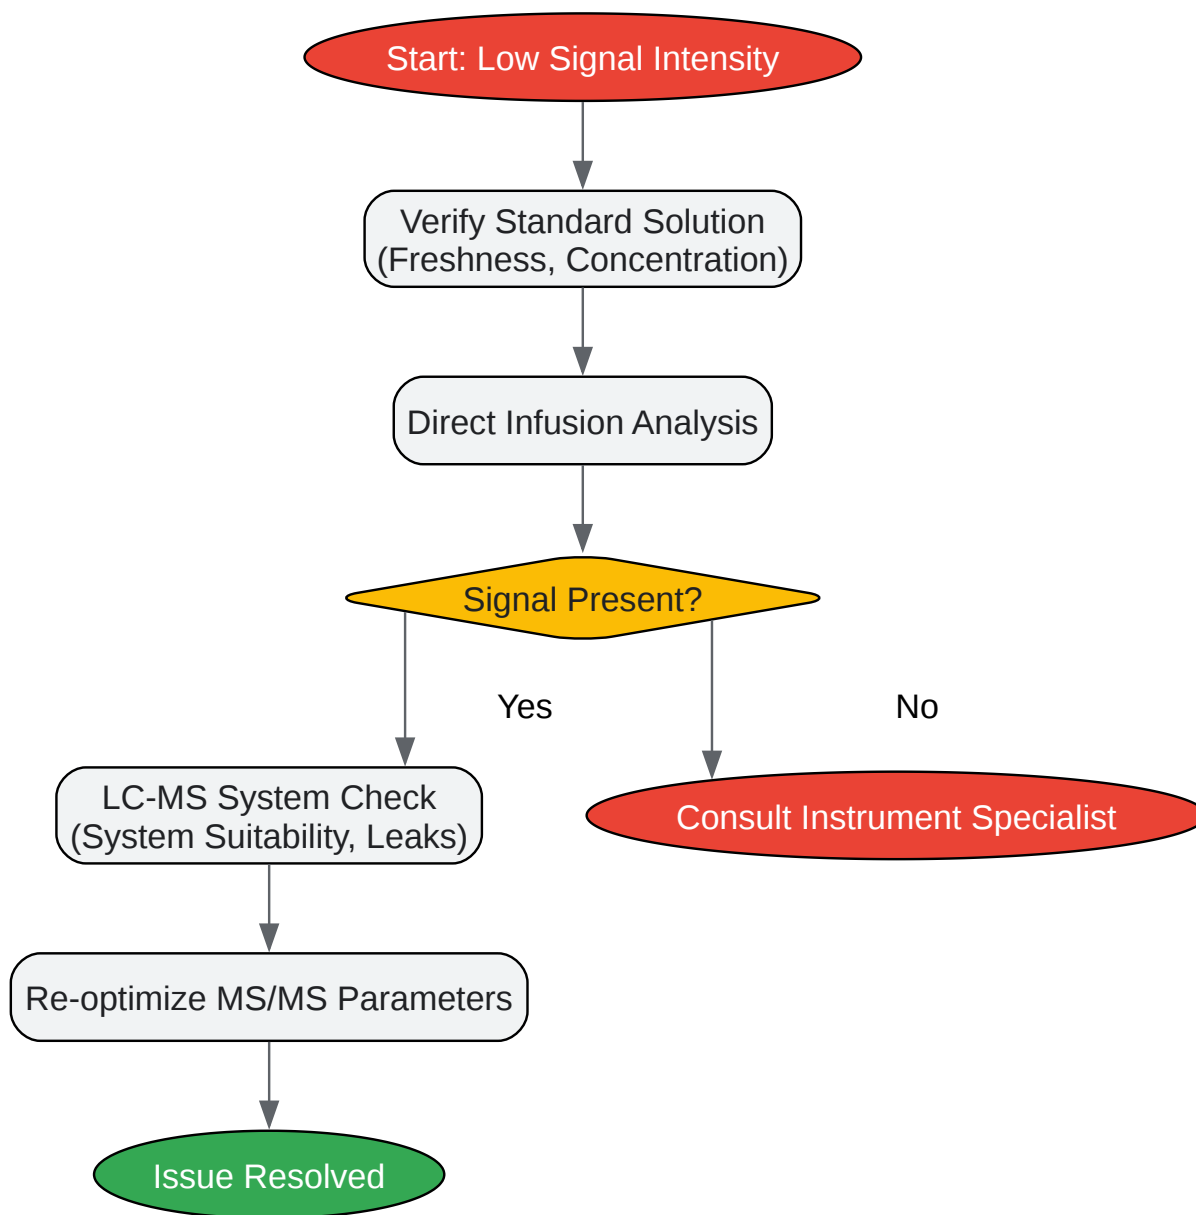 Start: Low Signal Intensity
Verify Standard Solution
(Freshness, Concentration)
Direct Infusion Analysis
Signal Present?
Yes
No
LC-MS System Check
(System Suitability, Leaks)
Consult Instrument Specialist
Re-optimize MS/MS Parameters
Issue Resolved